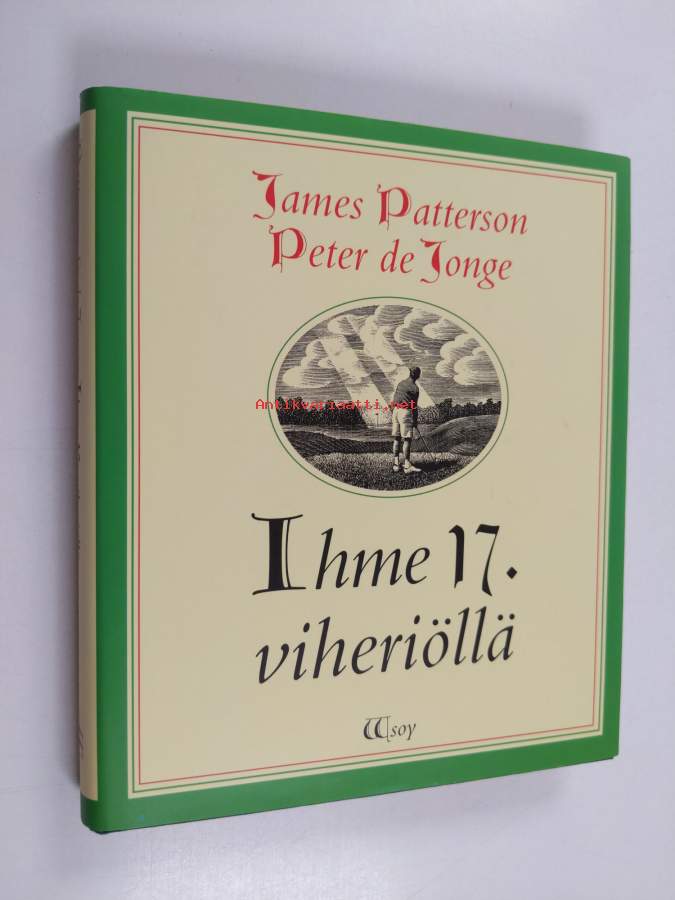 James Patterson
Peter de Jonge
Antikvariaatti.net
Ihme 17.
viheriöllä
Wsoy